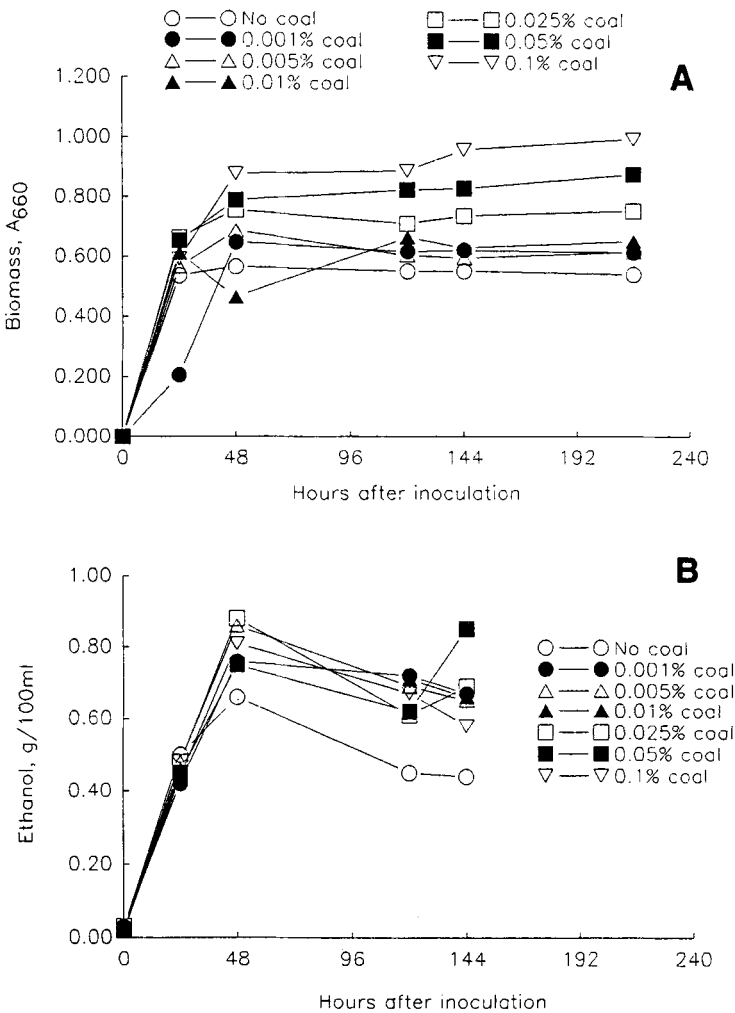 No coal
0.001% coal
0.005% coal
0.01% coal
0.025% coal
0.05% coal
0.1% coal
A
1.200
1.000
0.800
0.600
0.400
0.200
0.000
Biomass, A660
0 48 96 144 192 240
Hours after inoculation
B
1.00
0.80
0.60
0.40
0.20
0.00
Ethanol, g/100ml
No coal
0.001% coal
0.005% coal
0.01% coal
0.025% coal
0.05% coal
0.1% coal
0 48 96 144 192 240
Hours after inoculation